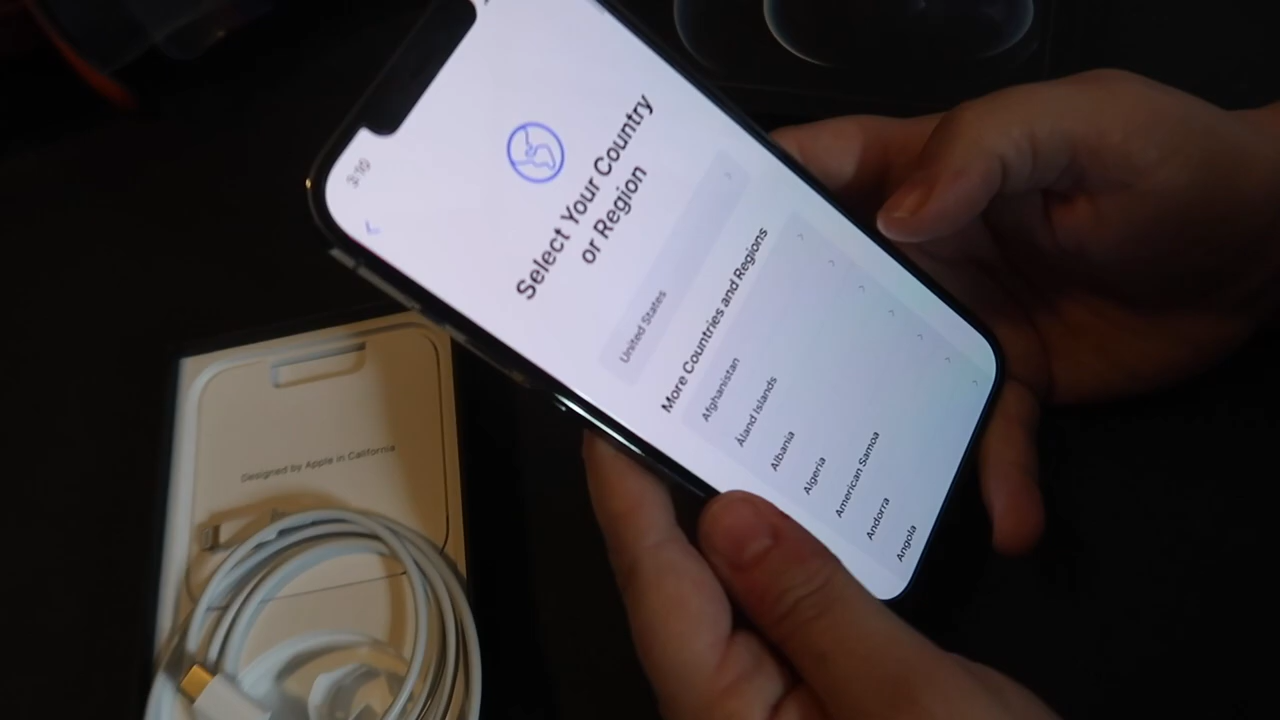 Select Your Country
or Region
United States
More Countries and Regions
Afghanistan
Åland Islands
Albania
Algeria
American Samoa
Andorra
Angola
Designed by Apple in California